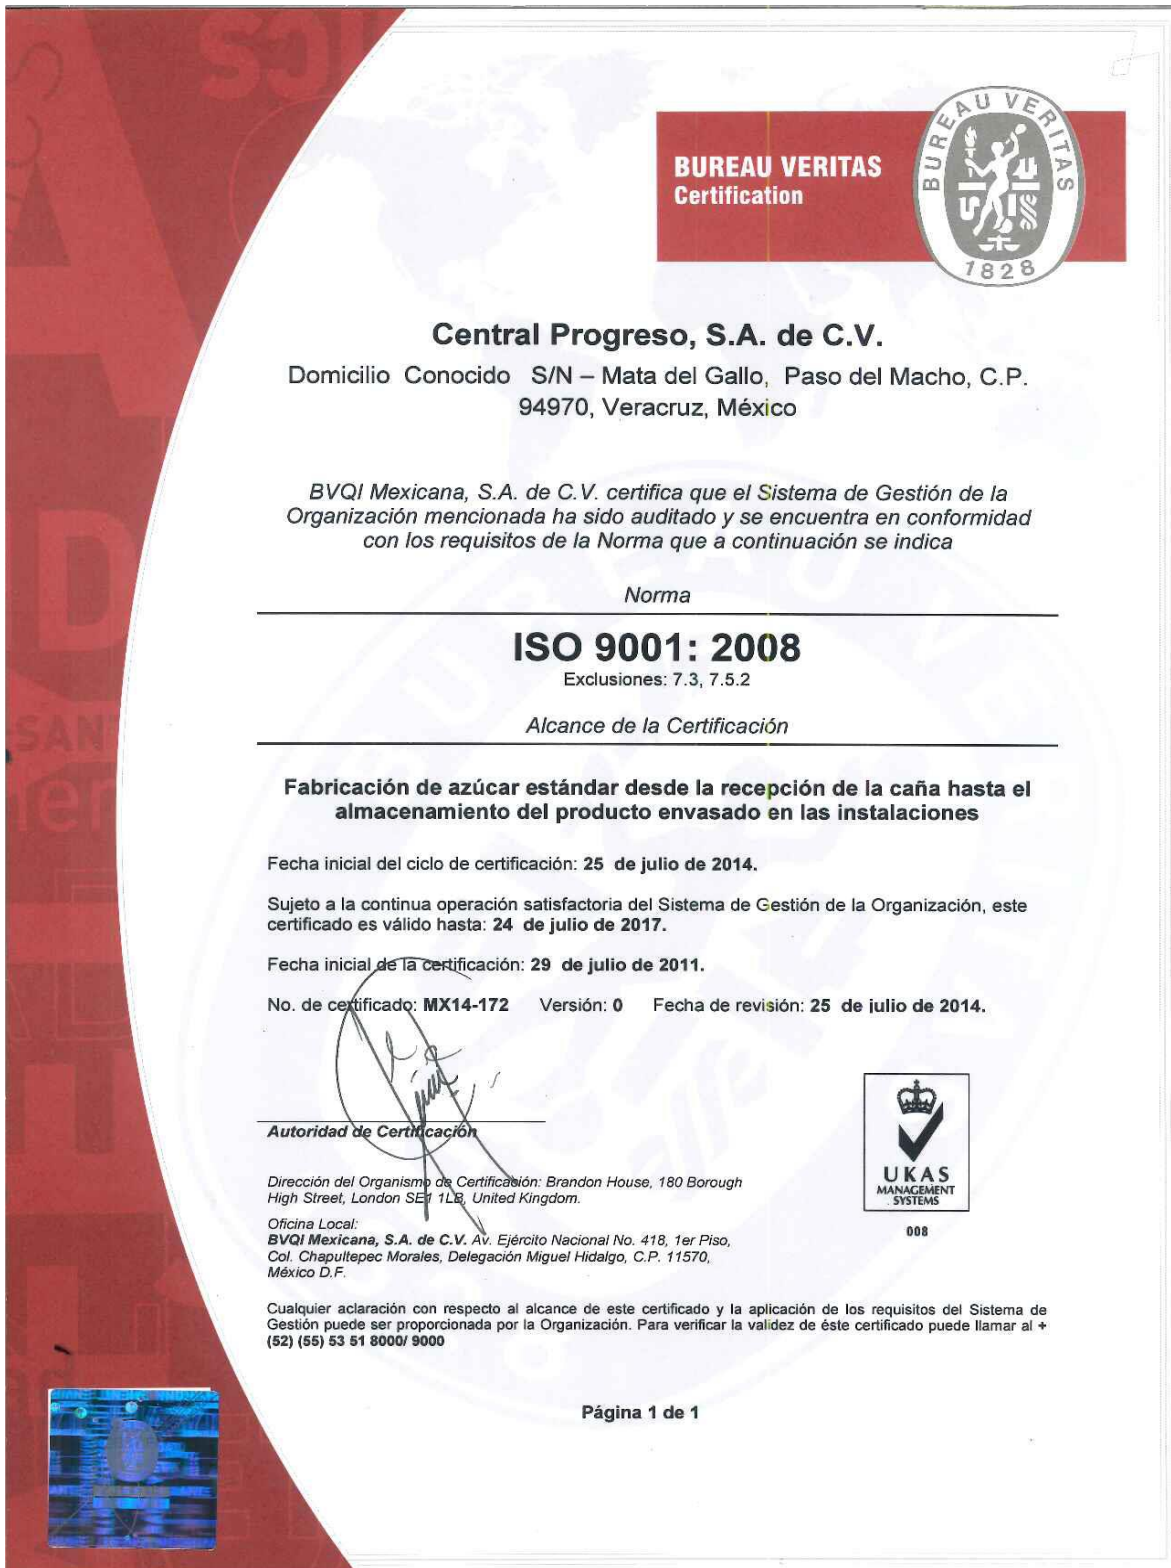 BUREAU VERITAS
Certification
BUREAU VERITAS
1828
Central Progreso, S.A. de C.V.
Domicilio Conocido S/N – Mata del Gallo, Paso del Macho, C.P.
94970, Veracruz, México
BVQI Mexicana, S.A. de C.V. certifica que el Sistema de Gestión de la
Organización mencionada ha sido auditado y se encuentra en conformidad
con los requisitos de la Norma que a continuación se indica
Norma
ISO 9001: 2008
Exclusiones: 7.3, 7.5.2
Alcance de la Certificación
Fabricación de azúcar estándar desde la recepción de la caña hasta el
almacenamiento del producto envasado en las instalaciones
Fecha inicial del ciclo de certificación: 25 de julio de 2014.
Sujeto a la continua operación satisfactoria del Sistema de Gestión de la Organización, este
certificado es válido hasta: 24 de julio de 2017.
Fecha inicial de la certificación: 29 de julio de 2011.
No. de certificado: MX14-172 Versión: 0 Fecha de revisión: 25 de julio de 2014.
Autoridad de Certificación
Dirección del Organismo de Certificación: Brandon House, 180 Borough
High Street, London SE1 1LB, United Kingdom.
Oficina Local:
BVQI Mexicana, S.A. de C.V. Av. Ejército Nacional No. 418, 1er Piso,
Col. Chapultepec Morales, Delegación Miguel Hidalgo, C.P. 11570,
México D.F.
UKAS
MANAGEMENT
SYSTEMS
008
Cualquier aclaración con respecto al alcance de este certificado y la aplicación de los requisitos del Sistema de
Gestión puede ser proporcionada por la Organización. Para verificar la validez de éste certificado puede llamar al +
(52) (55) 53 51 8000/ 9000
Página 1 de 1